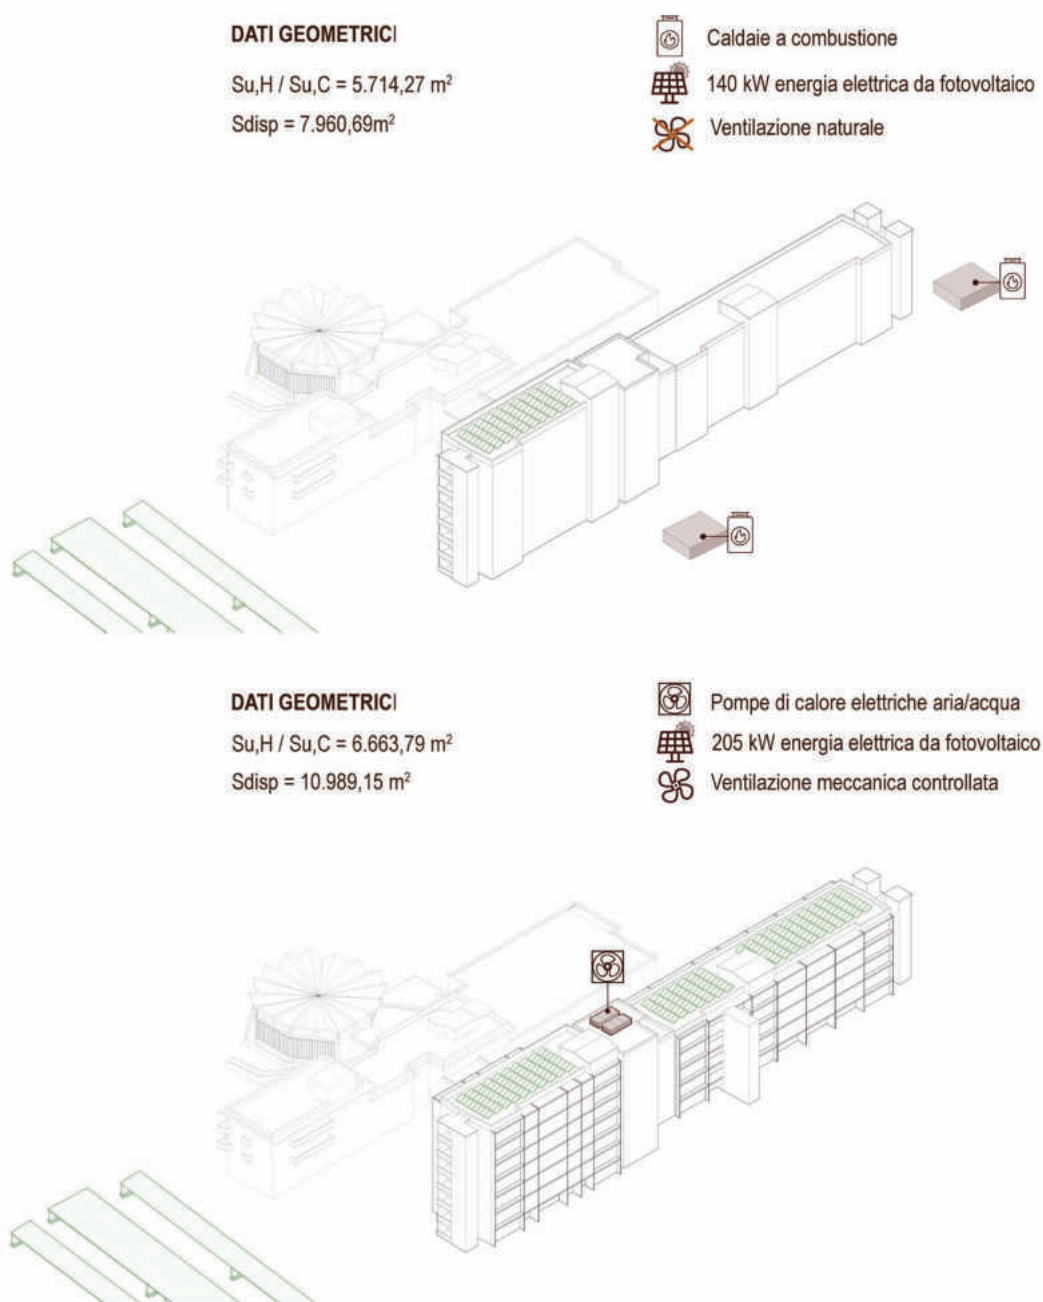 DATI GEOMETRICI
Su,H / Su,C = 5.714,27 m²
Sdisp = 7.960,69m²
Caldaie a combustione
140 kW energia elettrica da fotovoltaico
Ventilazione naturale
DATI GEOMETRICI
Su,H / Su,C = 6.663,79 m²
Sdisp = 10.989,15 m²
Pompe di calore elettriche aria/acqua
205 kW energia elettrica da fotovoltaico
Ventilazione meccanica controllata